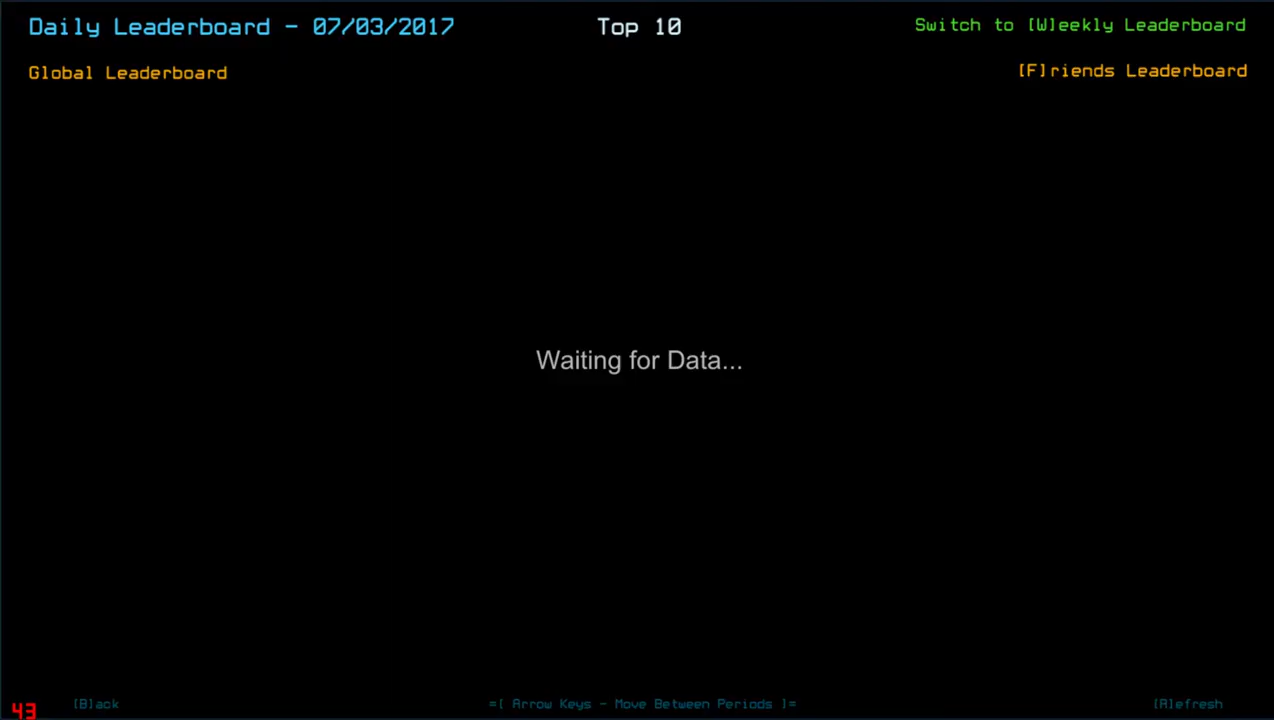 Daily Leaderboard - 07/03/2017
Top 10
Switch to [W]eekly Leaderboard
Global Leaderboard
[F]riends Leaderboard
Waiting for Data...
43
[B]ack
=[ Arrow Keys - Move Between Periods ]=
[R]efresh